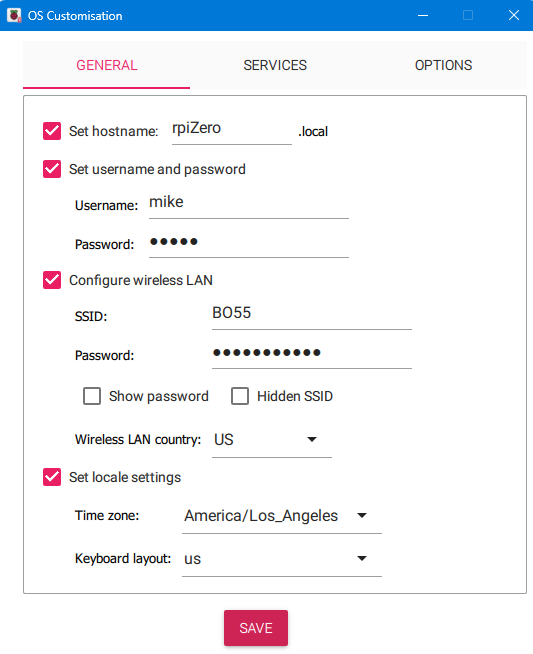 OS Customisation
GENERAL SERVICES OPTIONS
Set hostname: rpiZero .local
Set username and password
Username: mike
Password: ●●●●●
Configure wireless LAN
SSID: BO55
Password: ●●●●●●●●●●●
Show password Hidden SSID
Wireless LAN country: US
Set locale settings
Time zone: America/Los_Angeles
Keyboard layout: us
SAVE